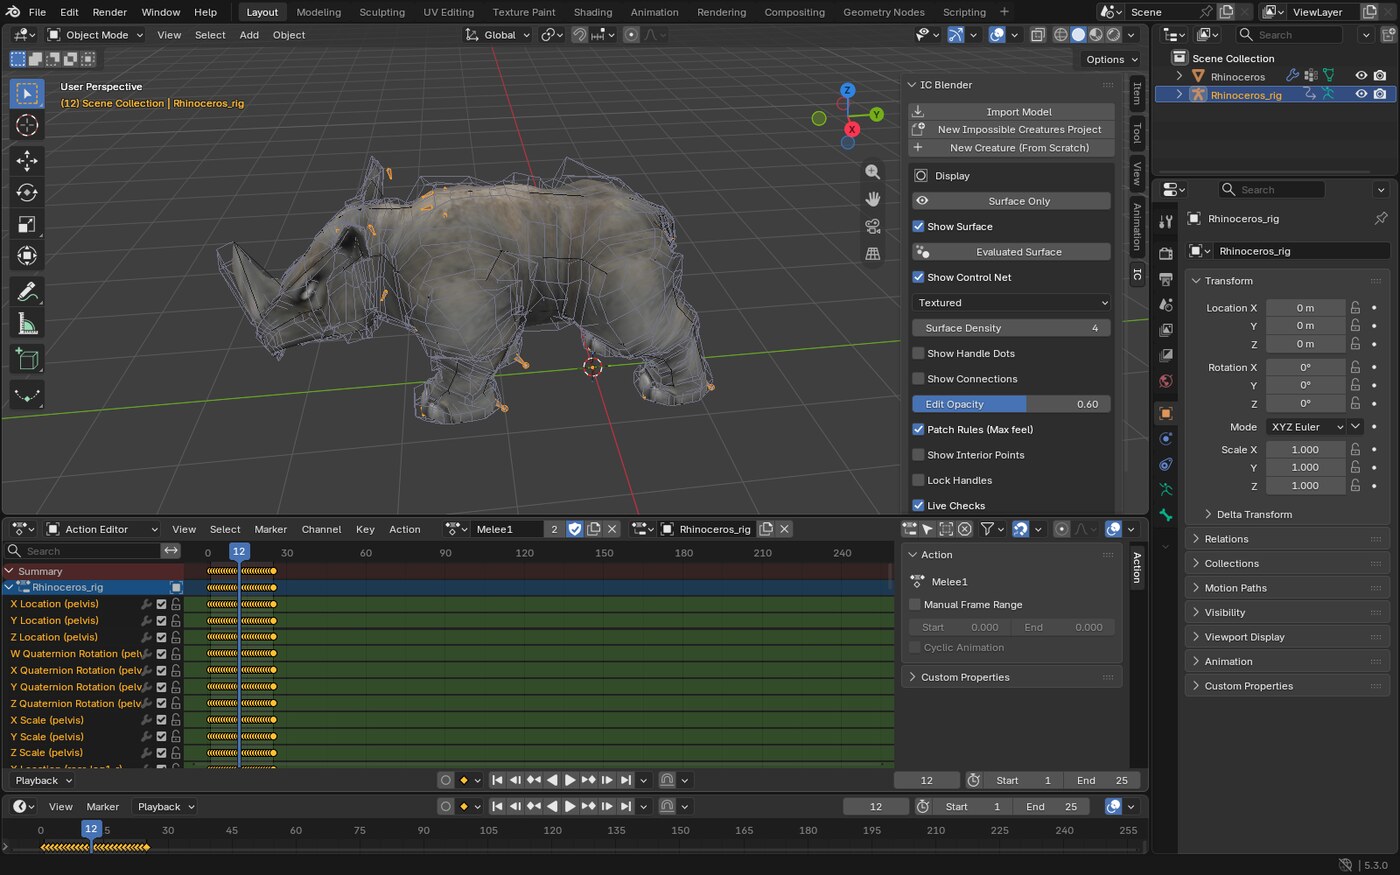 File Edit Render Window Help Layout Modeling Sculpting UV Editing Texture Paint Shading Animation Rendering Compositing Geometry Nodes Scripting + Scene ViewLayer
Object Mode View Select Add Object Global Search
Options
User Perspective
(12) Scene Collection | Rhinoceros_rig
Z
Y
X
IC Blender
Import Model
New Impossible Creatures Project
New Creature (From Scratch)
Display
Surface Only
Show Surface
Evaluated Surface
Show Control Net
Textured
Surface Density 4
Show Handle Dots
Show Connections
Edit Opacity 0.60
Patch Rules (Max feel)
Show Interior Points
Lock Handles
Live Checks
Item
Tool
View
Animation
IC
Scene Collection
Rhinoceros
Rhinoceros_rig
Search
Rhinoceros_rig
Rhinoceros_rig
Transform
Location X 0 m
Y 0 m
Z 0 m
Rotation X 0°
Y 0°
Z 0°
Mode XYZ Euler
Scale X 1.000
Y 1.000
Z 1.000
Delta Transform
Relations
Collections
Motion Paths
Visibility
Viewport Display
Animation
Custom Properties
Action Editor View Select Marker Channel Key Action Melee1 2 Rhinoceros_rig
Search 0 12 30 60 90 120 150 180 210 240
Summary
Rhinoceros_rig
X Location (pelvis)
Y Location (pelvis)
Z Location (pelvis)
W Quaternion Rotation (pelv
X Quaternion Rotation (pelv
Y Quaternion Rotation (pelv
Z Quaternion Rotation (pelv
X Scale (pelvis)
Y Scale (pelvis)
Z Scale (pelvis)
Action
Melee1
Manual Frame Range
Start 0.000 End 0.000
Cyclic Animation
Custom Properties
Action
Playback 12 Start 1 End 25
View Marker Playback 12 Start 1 End 25
0 12 5 30 45 60 75 90 105 120 135 150 165 180 195 210 225 240 255
5.3.0